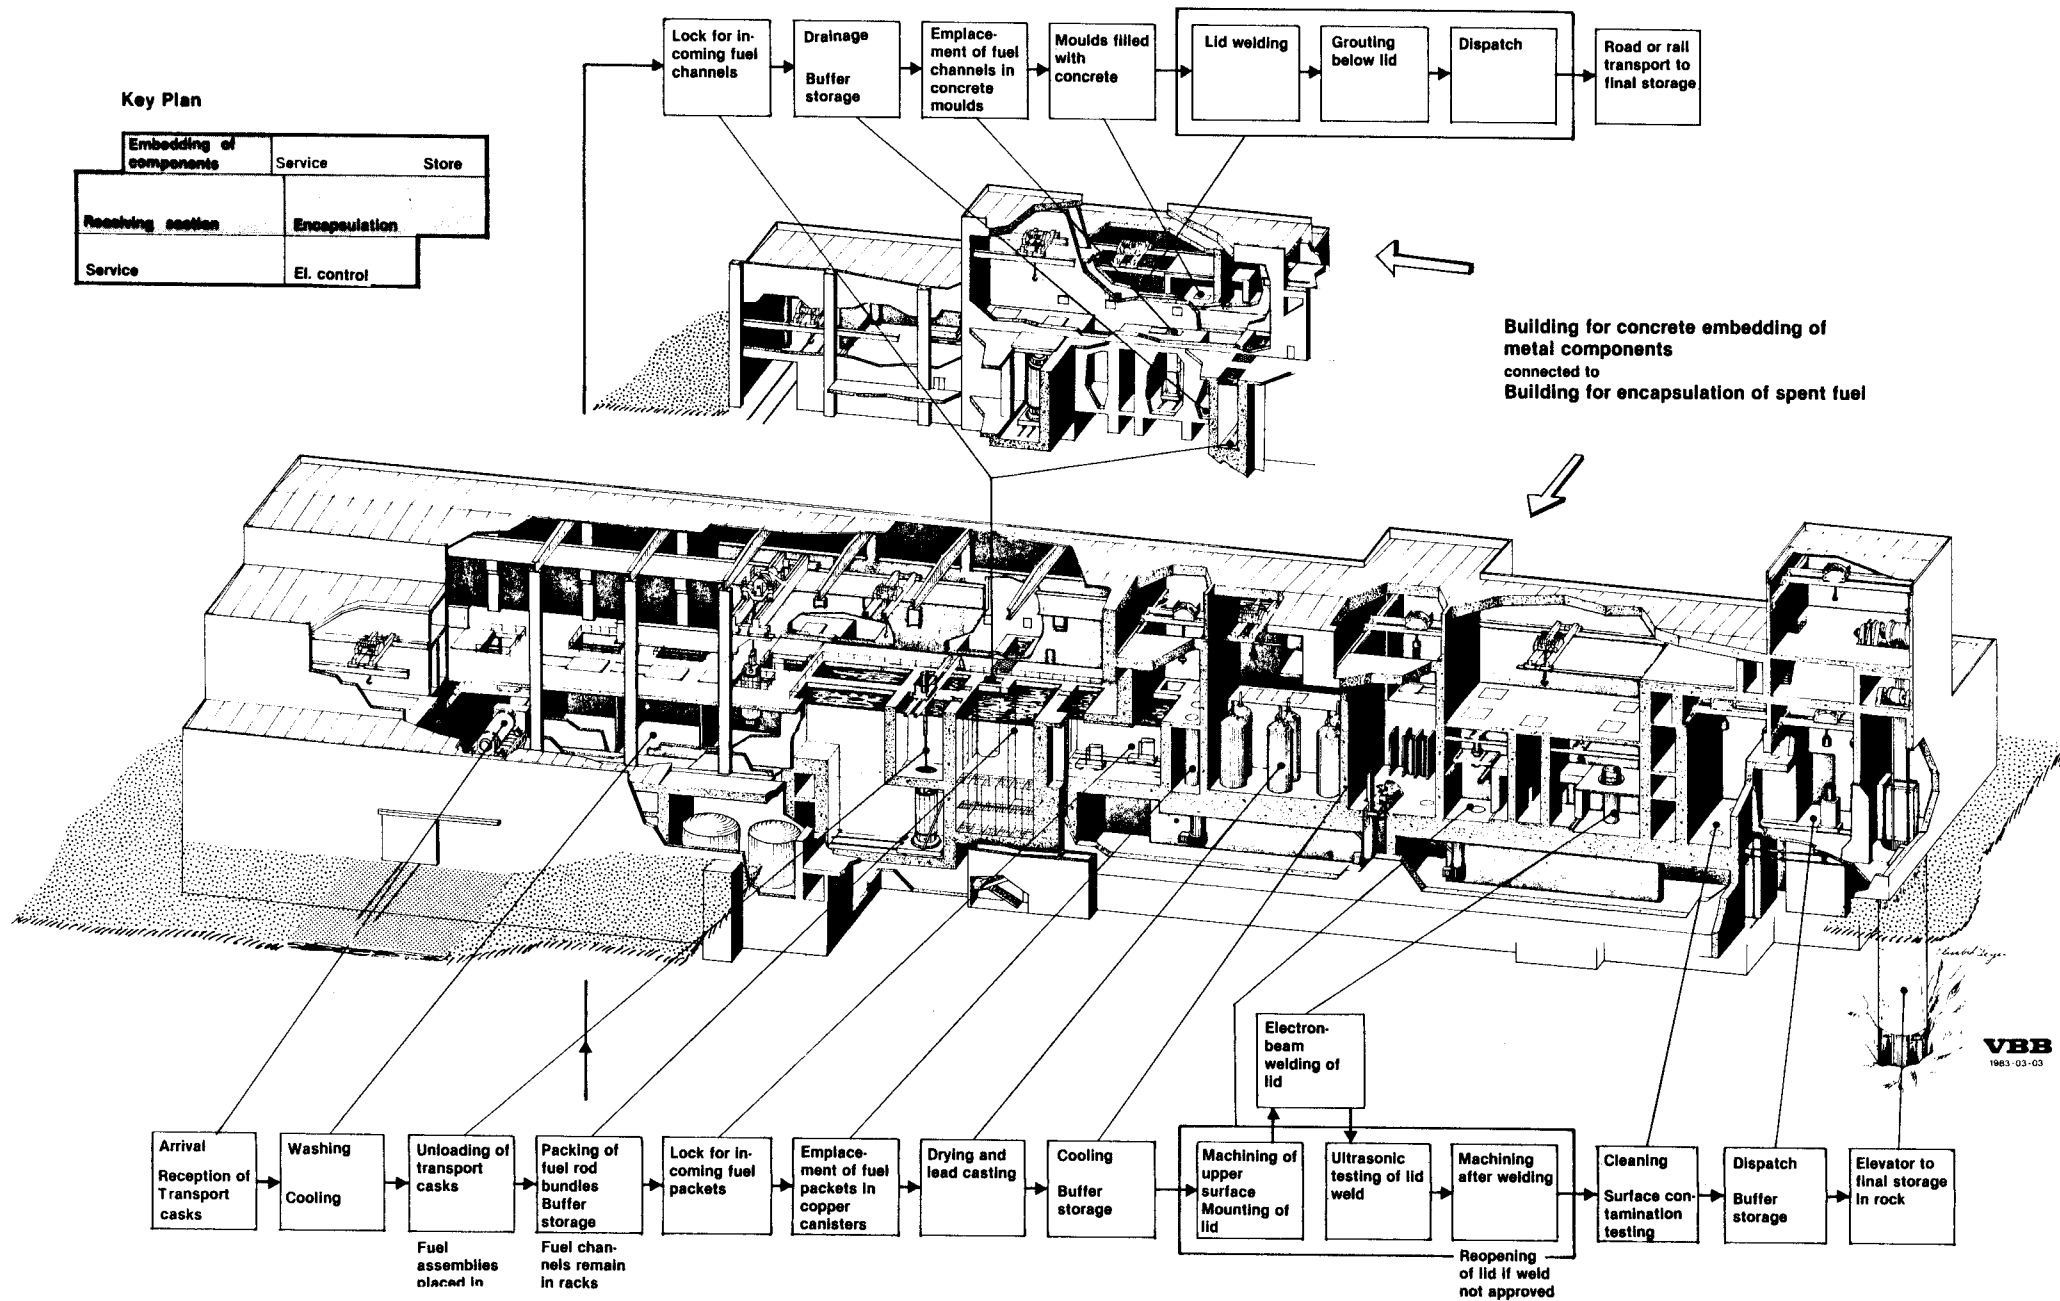 Lock for in-
coming fuel
channels
Drainage
Buffer
storage
Emplace-
ment of fuel
channels in
concrete
moulds
Moulds filled
with
concrete
Lid welding
Grouting
below lid
Dispatch
Road or rail
transport to
final storage
Key Plan
Embedding of
components
Service
Store
Receiving section
Encapsulation
Service
El. control
Building for concrete embedding of
metal components
connected to
Building for encapsulation of spent fuel
VBB
1983-03-03
Electron-
beam
welding of
lid
Arrival
Reception of
Transport
casks
Washing
Cooling
Unloading of
transport
casks
Fuel
assemblies
placed in
Packing of
fuel rod
bundles
Buffer
storage
Fuel chan-
nels remain
in racks
Lock for in-
coming fuel
packets
Emplace-
ment of fuel
packets in
copper
canisters
Drying and
lead casting
Cooling
Buffer
storage
Machining of
upper
surface
Mounting of
lid
Ultrasonic
testing of lid
weld
Machining
after welding
Reopening
of lid if weld
not approved
Cleaning
Surface con-
tamination
testing
Dispatch
Buffer
storage
Elevator to
final storage
in rock